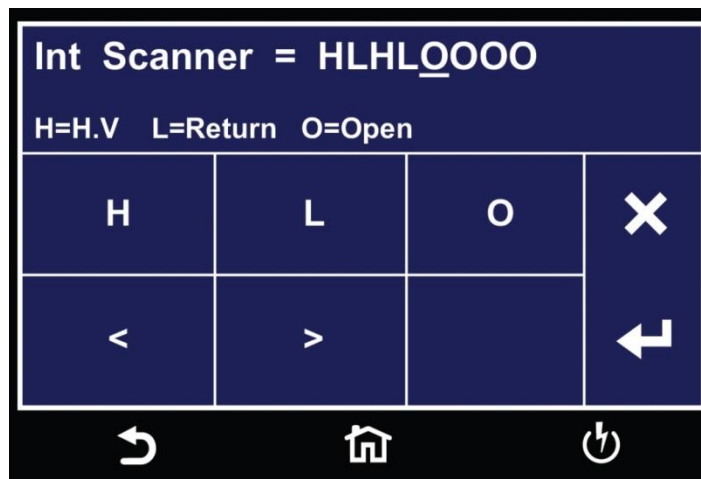 Int Scanner = HLHLOOOO
H=H.V L=Return O=Open
H L O
< >